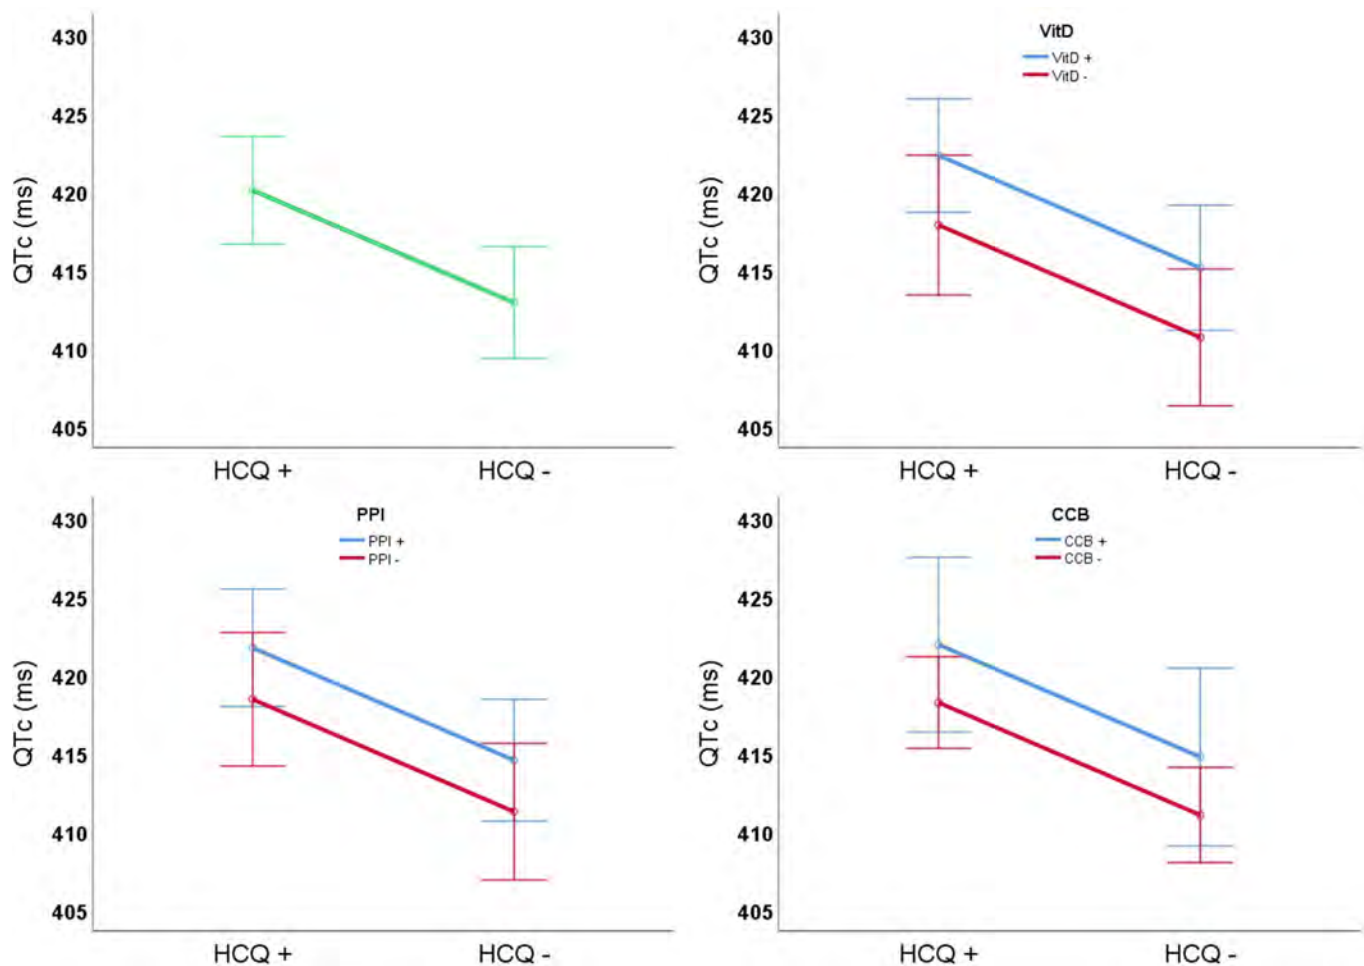 430
425
420
415
410
405
QTc (ms)
HCQ +
HCQ -
VitD
VitD +
VitD -
430
425
420
415
410
405
QTc (ms)
HCQ +
HCQ -
PPI
PPI +
PPI -
430
425
420
415
410
405
QTc (ms)
HCQ +
HCQ -
CCB
CCB +
CCB -
430
425
420
415
410
405
QTc (ms)
HCQ +
HCQ -